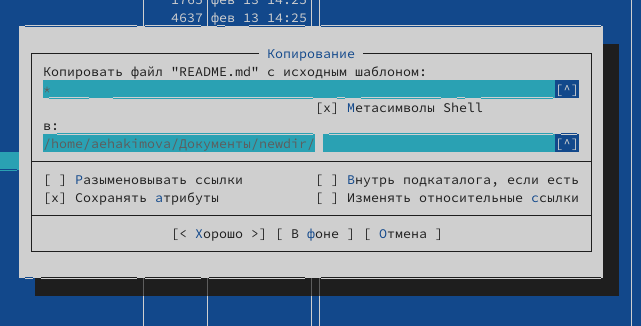 1765 фев 13 14:25
4637 фев 13 14:25
Копирование
Копировать файл "README.md" с исходным шаблоном:
* [^]
[x] Метасимволы Shell
в:
/home/aehakimova/Документы/newdir/ [^]
[ ] Разыменовывать ссылки [ ] Внутрь подкаталога, если есть
[x] Сохранять атрибуты [ ] Изменять относительные ссылки
[< Хорошо >] [ В фоне ] [ Отмена ]